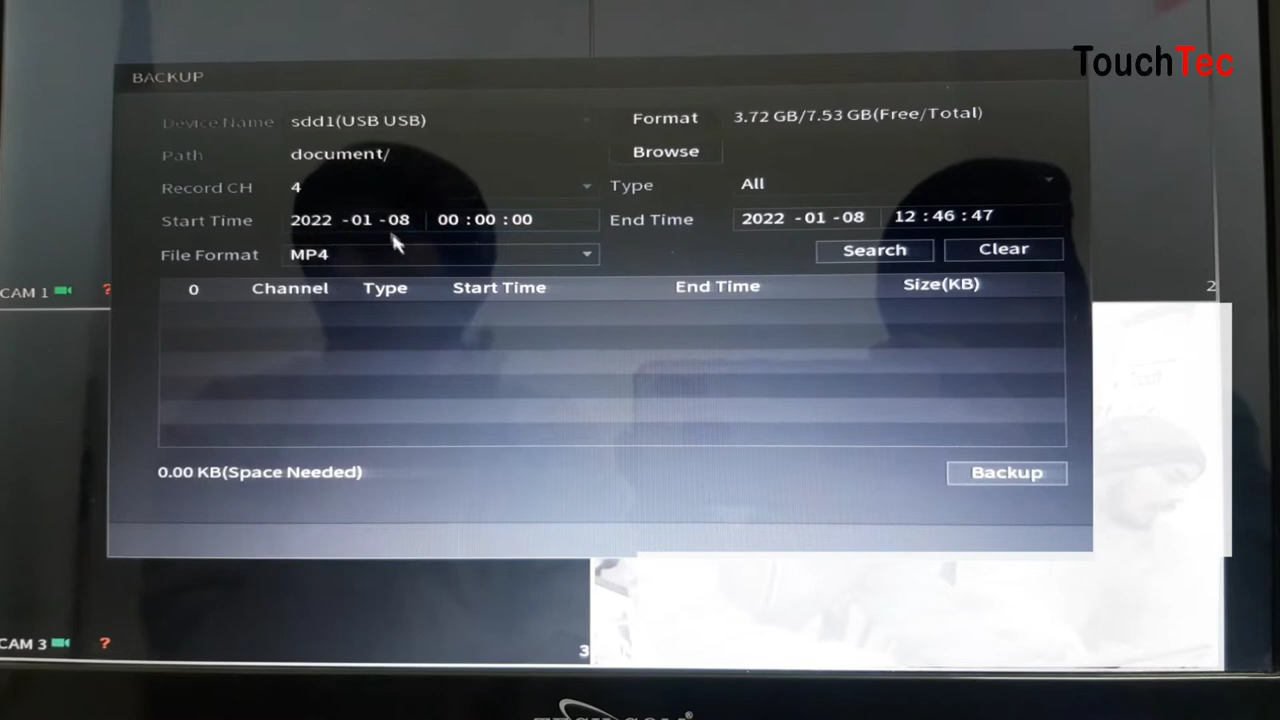 TouchTec
BACKUP
Device Name sdd1(USB USB) Format 3.72 GB/7.53 GB(Free/Total)
Path document/ Browse
Record CH 4 Type All
Start Time 2022 -01 -08 00 : 00 : 00 End Time 2022 -01 -08 12 : 46 : 47
File Format MP4 Search Clear
0 Channel Type Start Time End Time Size(KB)
CAM 1 ? 2
0.00 KB(Space Needed) Backup
CAM 3 ? 3